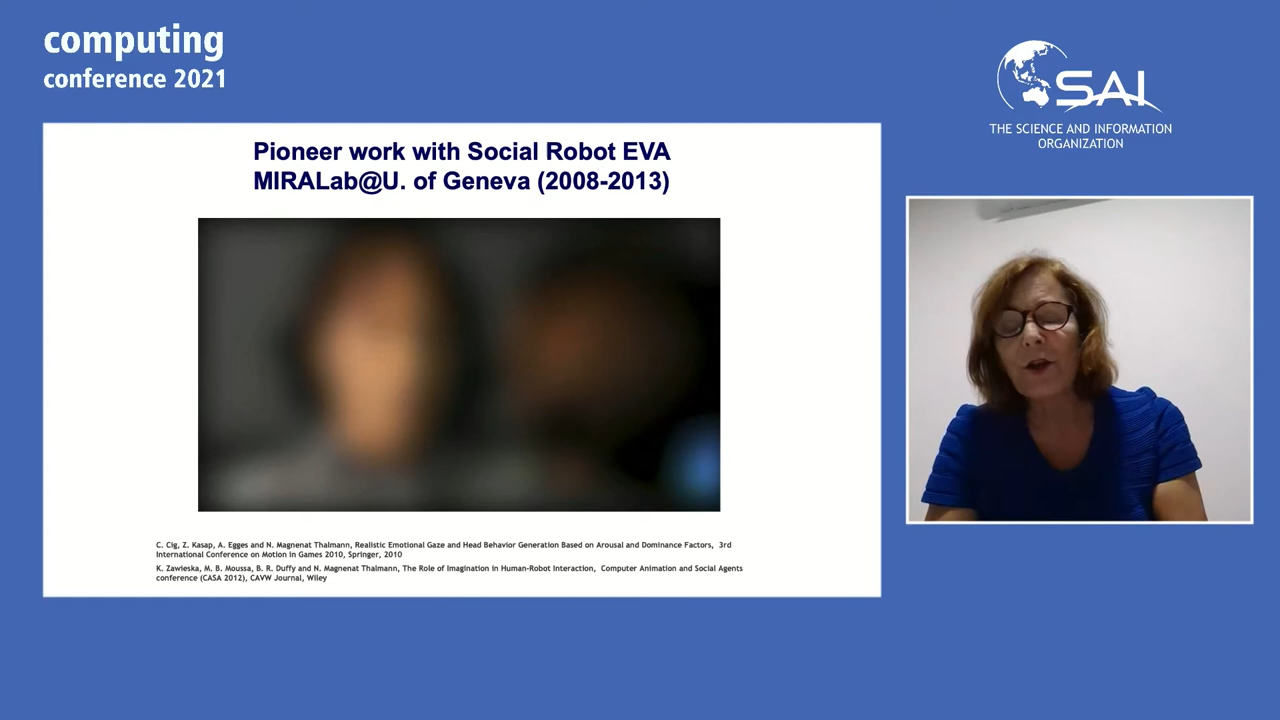 computing
conference 2021
SAI
THE SCIENCE AND INFORMATION
ORGANIZATION
Pioneer work with Social Robot EVA
MIRALab@U. of Geneva (2008-2013)
C. Cig, Z. Kasap, A. Egges and N. Magnenat Thalmann, Realistic Emotional Gaze and Head Behavior Generation Based on Arousal and Dominance Factors, 3rd
International Conference on Motion in Games 2010, Springer, 2010
K. Zawieska, M. B. Moussa, B. R. Duffy and N. Magnenat Thalmann, The Role of Imagination in Human-Robot Interaction, Computer Animation and Social Agents
conference (CASA 2012), CAVW Journal, Wiley